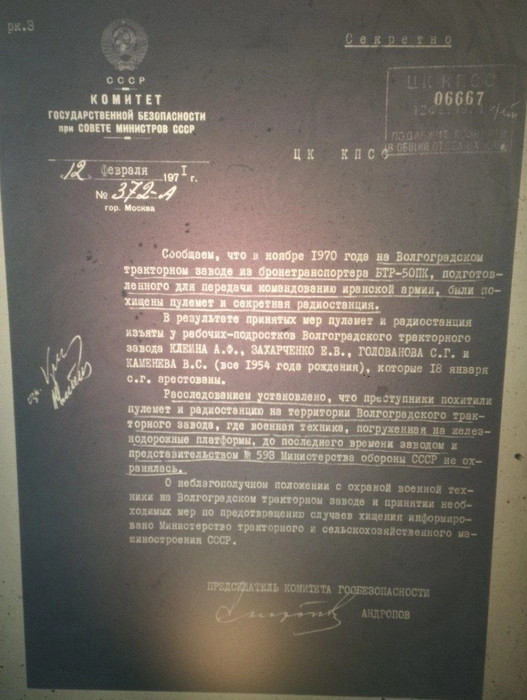 рк.3
Секретно
СССР
КОМИТЕТ
ГОСУДАРСТВЕННОЙ БЕЗОПАСНОСТИ
при СОВЕТЕ МИНИСТРОВ СССР
ЦК КПСС
06667
В ОБЩИЙ ОТДЕЛ ЦК
12 февраля 1971 г.
№ 372-А
гор. Москва
ЦК КПСС
Сообщаем, что в ноябре 1970 года на Волгоградском
тракторном заводе из бронетранспортера БТР-50ПК, подготов-
ленного для передачи командованию иранской армии, были по-
хищены пулемет и секретная радиостанция.
В результате принятых мер пулемет и радиостанция
изъяты у рабочих-подростков Волгоградского тракторного
завода КЛЕЙНА А.Ф., ЗАХАРЧЕНКО Е.В., ГОЛОВАНОВА С.Г. и
КАМЕНЕВА В.С. (все 1954 года рождения), которые 18 января
с.г. арестованы.
Расследованием установлено, что преступники похитили
пулемет и радиостанцию на территории Волгоградского трак-
торного завода, где военная техника, погруженная на желез-
нодорожные платформы, до последнего времени заводом и
представительством № 593 Министерства обороны СССР не ох-
ранялась.
О неблагополучном положении с охраной военной тех-
ники на Волгоградском тракторном заводе и принятии необ-
ходимых мер по предотвращению случаев хищения информиро-
вано Министерство тракторного и сельскохозяйственного ма-
шиностроения СССР.
ПРЕДСЕДАТЕЛЬ КОМИТЕТА ГОСБЕЗОПАСНОСТИ
АНДРОПОВ